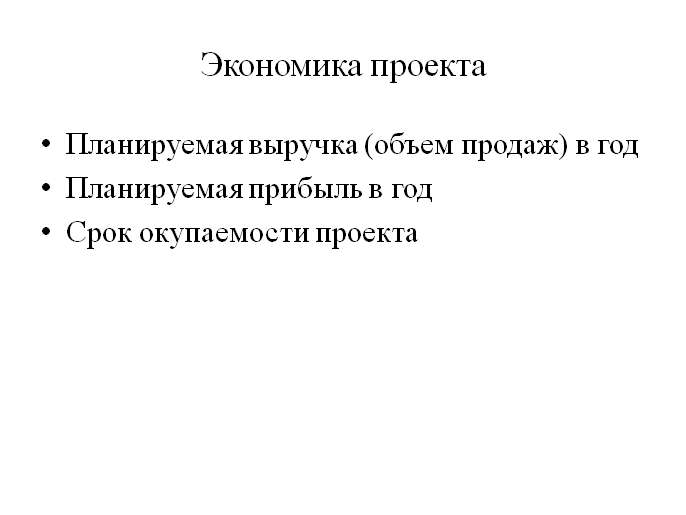 Экономика проекта
• Планируемая выручка (объем продаж) в год
• Планируемая прибыль в год
• Срок окупаемости проекта